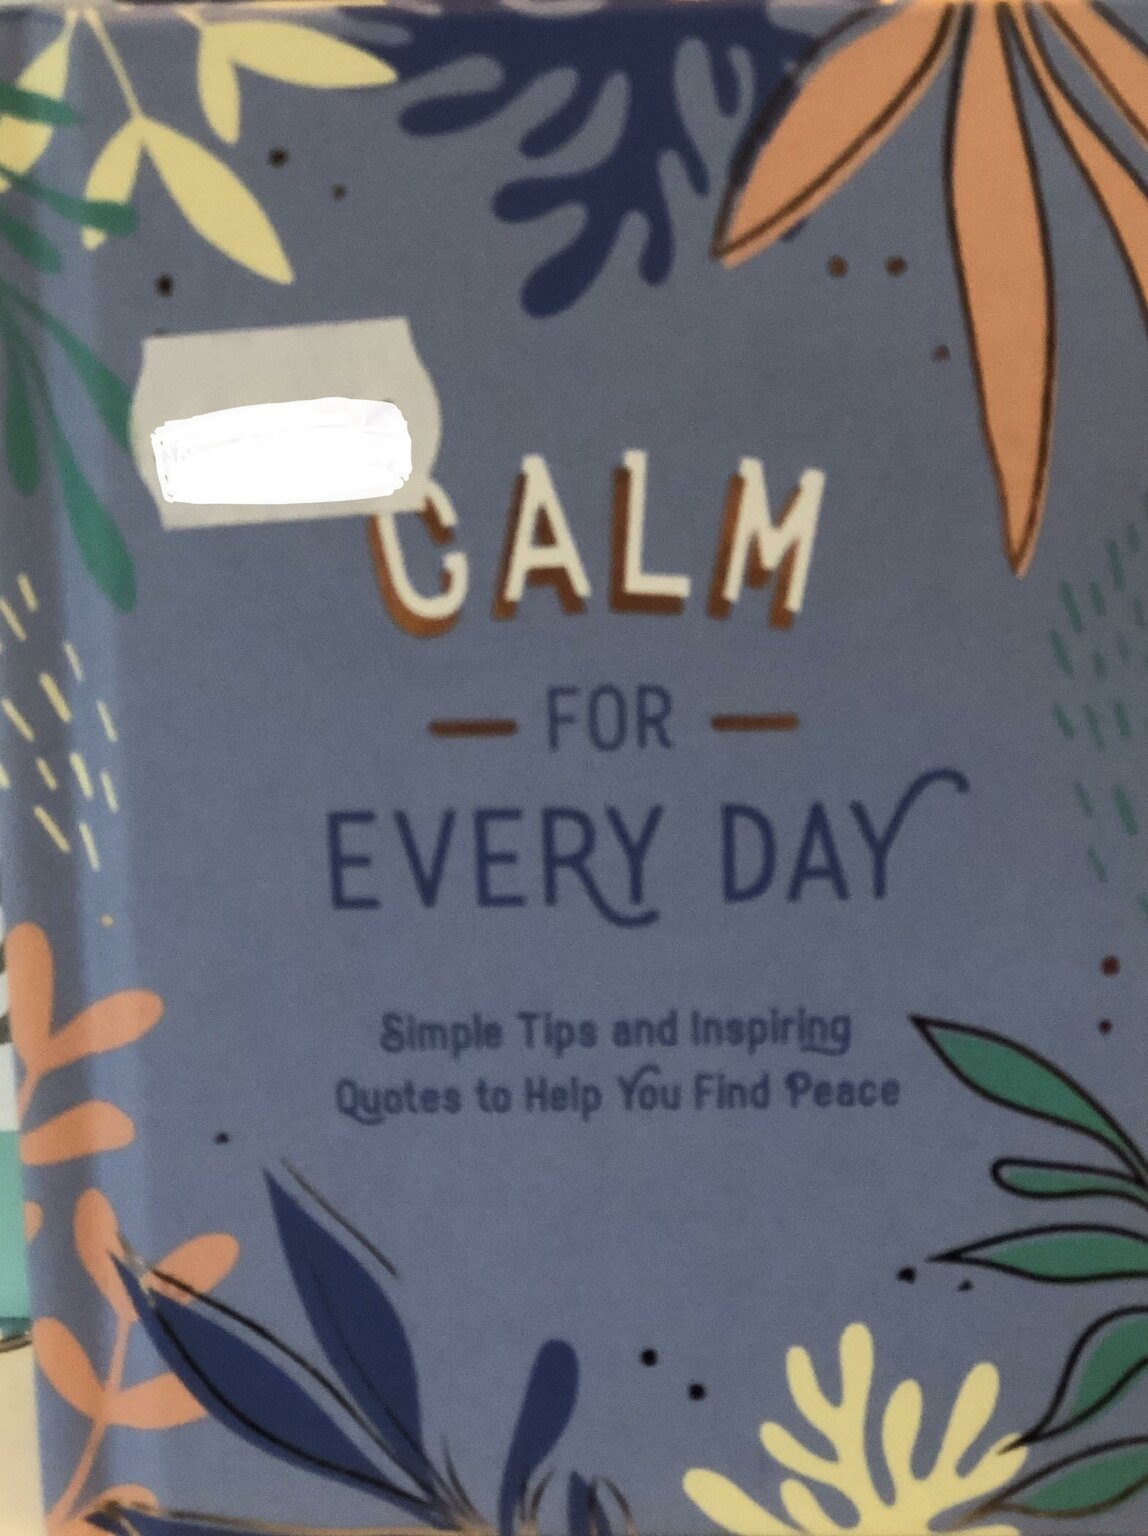 CALM
FOR
EVERY DAY
Simple Tips and Inspiring
Quotes to Help You Find Peace